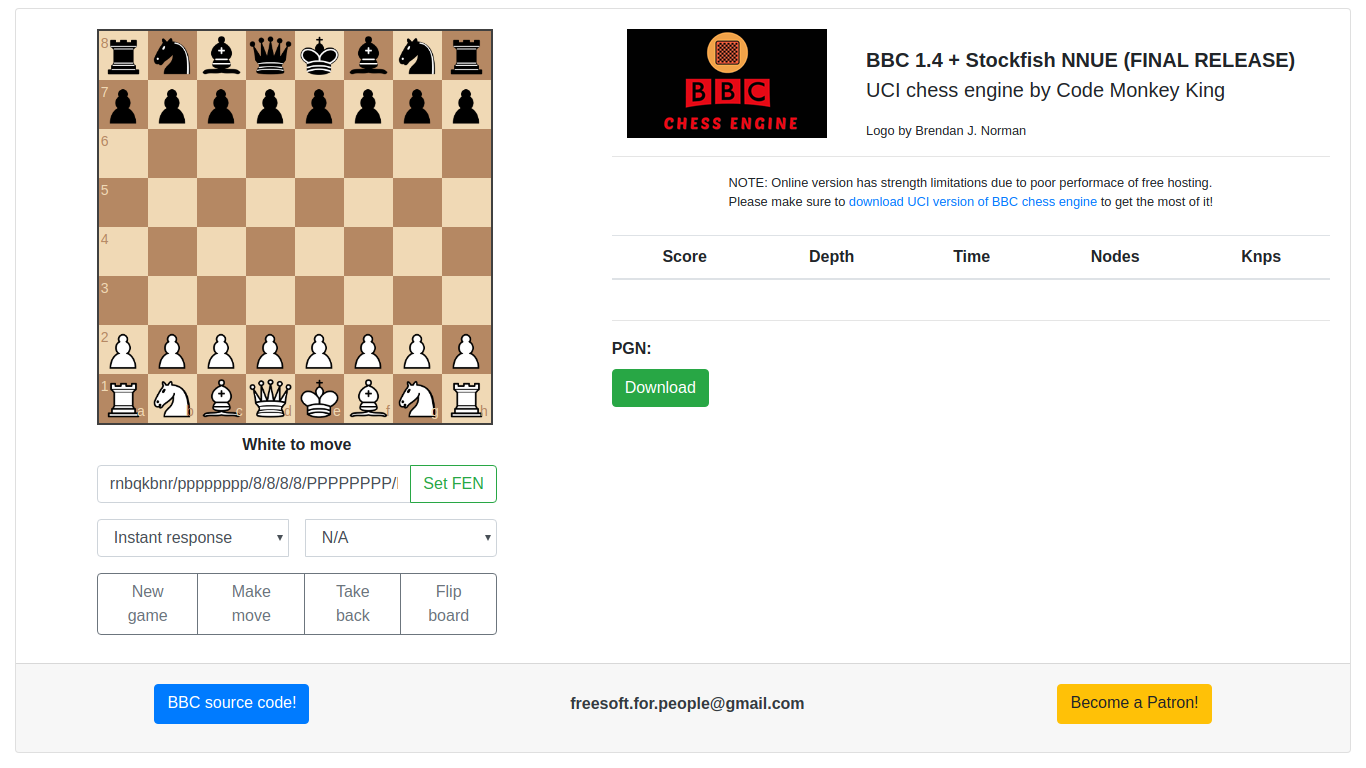 8
7
6
5
4
3
2
1
a b c d e f g h
White to move
rnbqkbnr/pppppppp/8/8/8/8/PPPPPPPP/
Set FEN
Instant response
N/A
New game
Make move
Take back
Flip board
BBC
CHESS ENGINE
BBC 1.4 + Stockfish NNUE (FINAL RELEASE)
UCI chess engine by Code Monkey King
Logo by Brendan J. Norman
NOTE: Online version has strength limitations due to poor performace of free hosting.
Please make sure to download UCI version of BBC chess engine to get the most of it!
Score Depth Time Nodes Knps
PGN:
Download
BBC source code!
freesoft.for.people@gmail.com
Become a Patron!